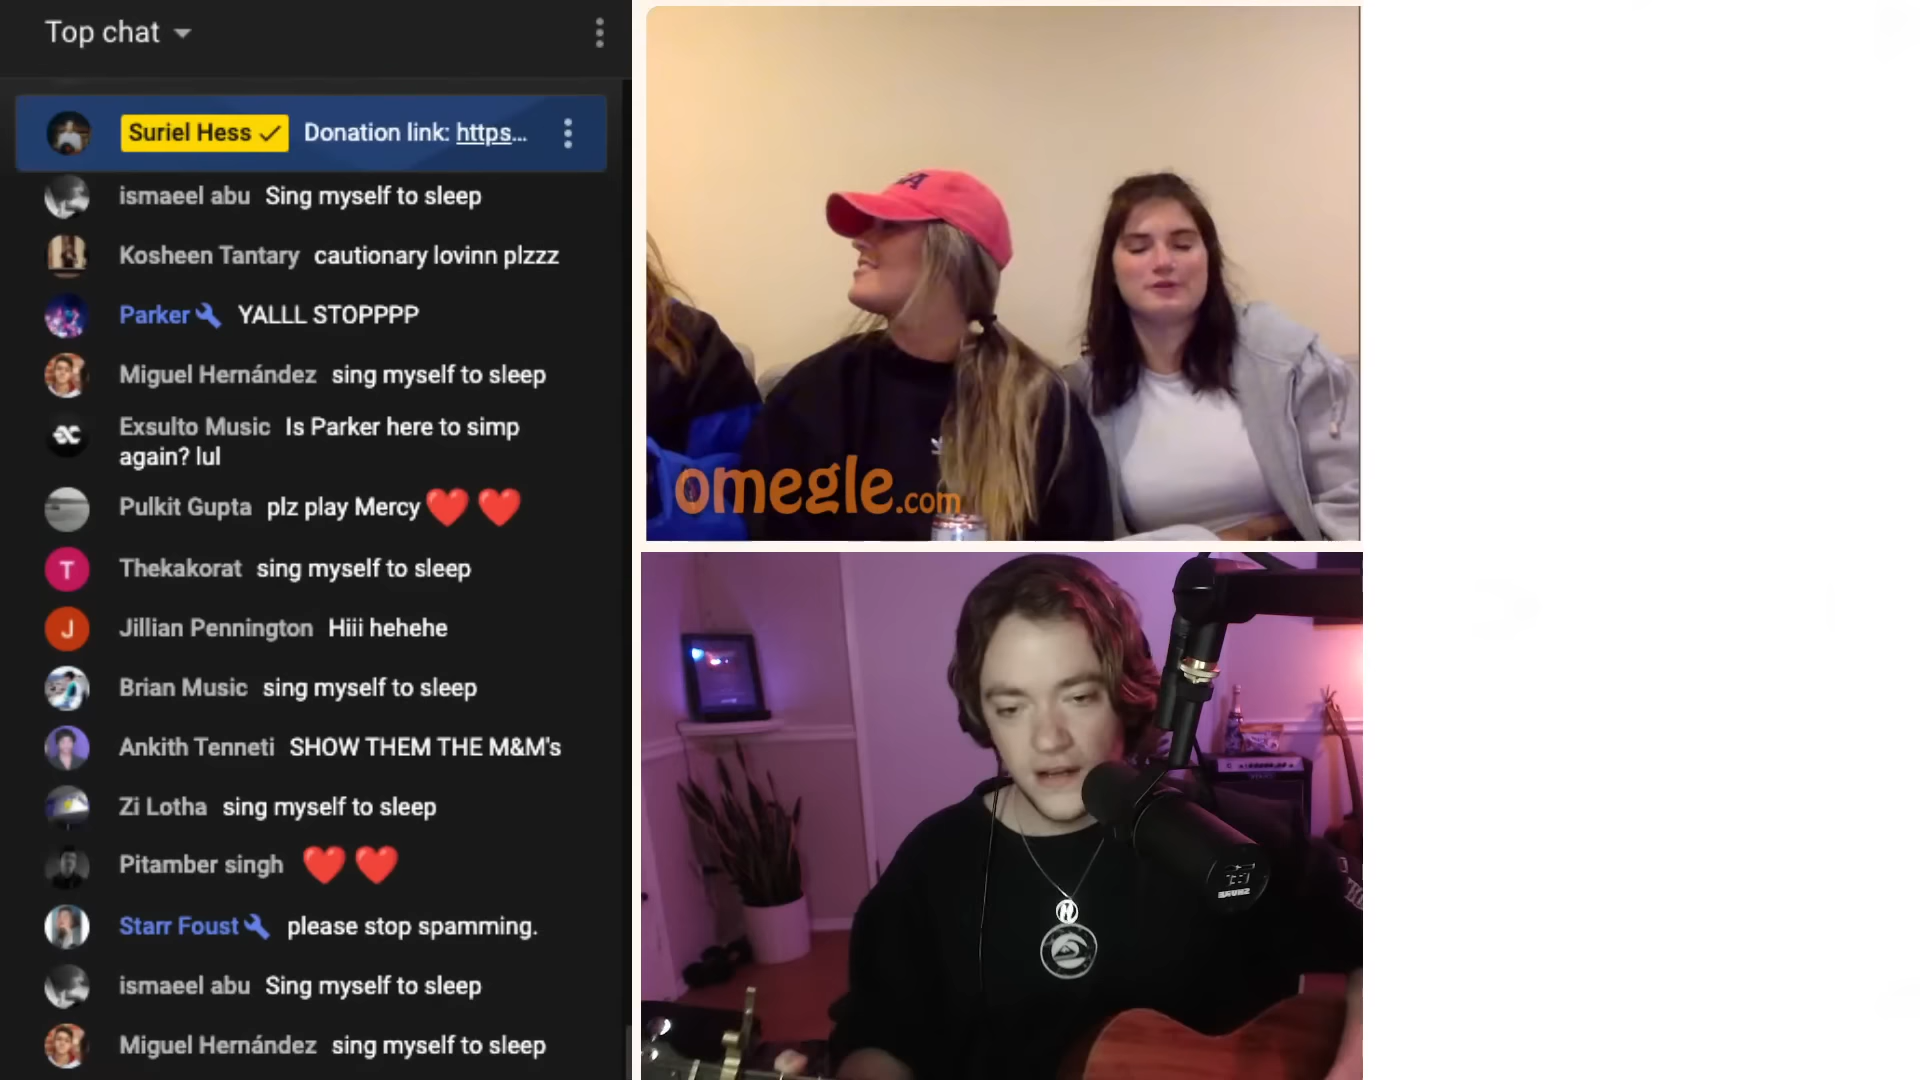 Top chat
Suriel Hess Donation link: https...
ismaeel abu Sing myself to sleep
Kosheen Tantary cautionary lovinn plzzz
Parker YALLL STOPPPP
Miguel Hernández sing myself to sleep
Exsulto Music Is Parker here to simp
again? lul
Pulkit Gupta plz play Mercy
T Thekakorat sing myself to sleep
J Jillian Pennington Hiii hehehe
Brian Music sing myself to sleep
Ankith Tenneti SHOW THEM THE M&M's
Zi Lotha sing myself to sleep
Pitamber singh
Starr Foust please stop spamming.
ismaeel abu Sing myself to sleep
Miguel Hernández sing myself to sleep
omegle.com